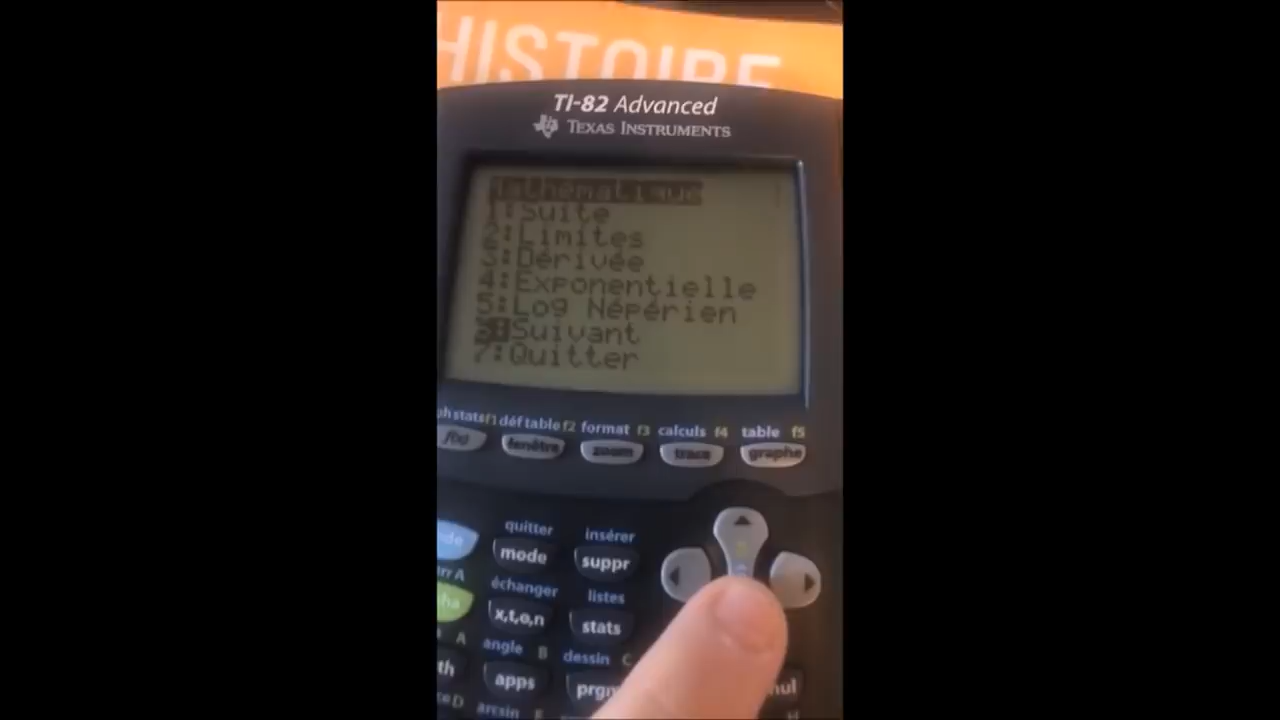 HISTOIRE
TI-82 Advanced
TEXAS INSTRUMENTS
Mathématique
1:Suite
2:Limites
3:Dérivée
4:Exponentielle
5:Log Népérien
6:Suivant
7:Quitter
stats f1 déf table f2 format f3 calculs f4 table f5
f(x) fenêtre zoom trace graphe
quitter insérer
mode suppr
A échanger listes
x,t,θ,n stats
A angle B dessin C
apps prgm
D arcsin E